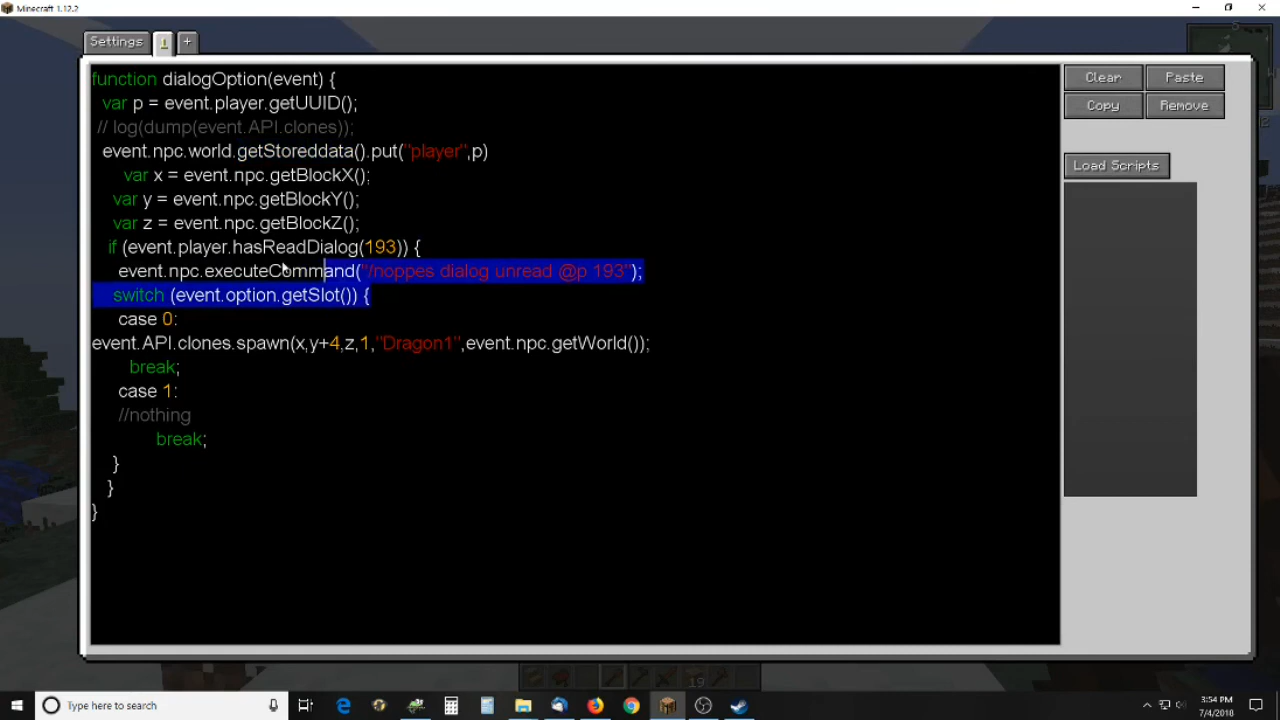 Minecraft 1.12.2
Settings
1
+
function dialogOption(event) {
var p = event.player.getUUID();
// log(dump(event.API.clones));
event.npc.world.getStoreddata().put("player",p)
var x = event.npc.getBlockX();
var y = event.npc.getBlockY();
var z = event.npc.getBlockZ();
if (event.player.hasReadDialog(193)) {
event.npc.executeCommand("/noppes dialog unread @p 193");
switch (event.option.getSlot()) {
case 0:
event.API.clones.spawn(x,y+4,z,1,"Dragon1",event.npc.getWorld());
break;
case 1:
//nothing
break;
}
}
}
Clear
Paste
Copy
Remove
Load Scripts
19
Type here to search
3:54 PM
7/4/2018